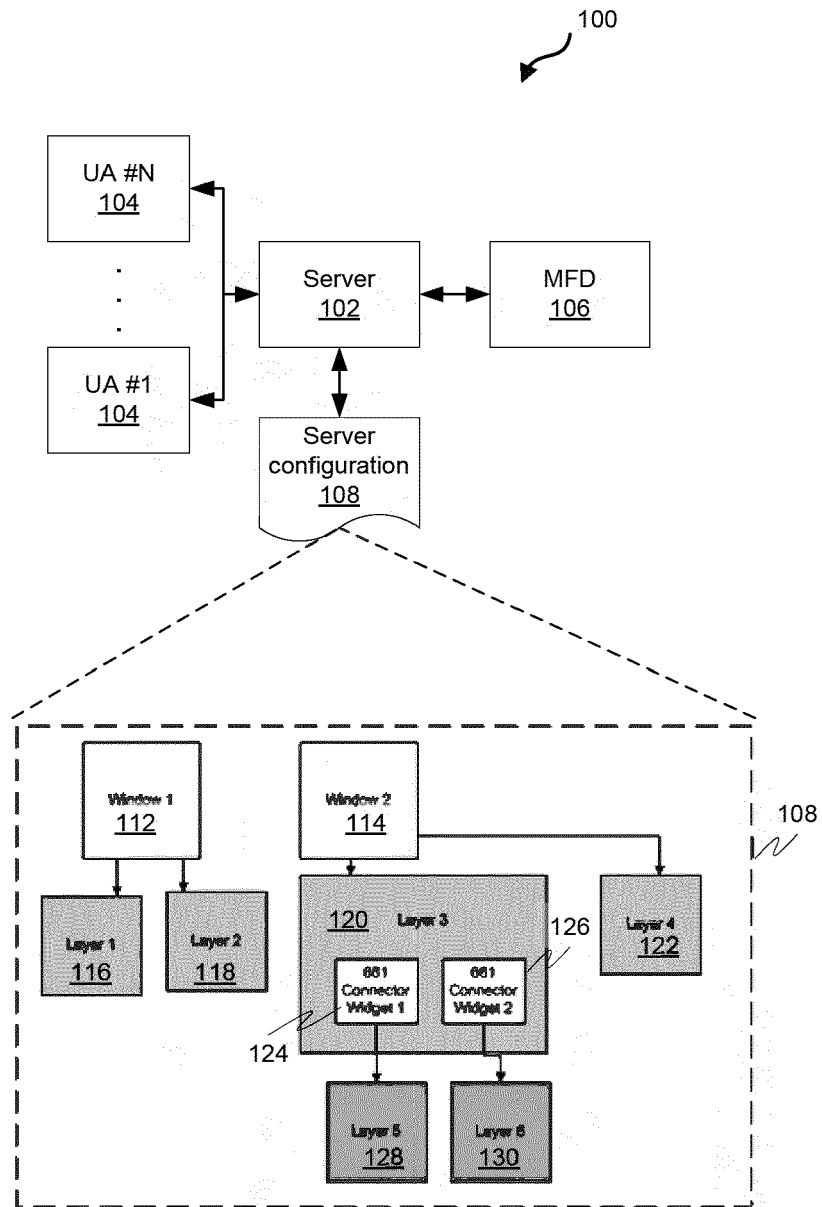 100
UA #N
104
.
.
.
UA #1
104
Server
102
MFD
106
Server
configuration
108
108
Window 1
112
Window 2
114
Layer 1
116
Layer 2
118
120
Layer 3
126
661
Connector
Widget 1
661
Connector
Widget 2
124
Layer 4
122
Layer 5
128
Layer 6
130